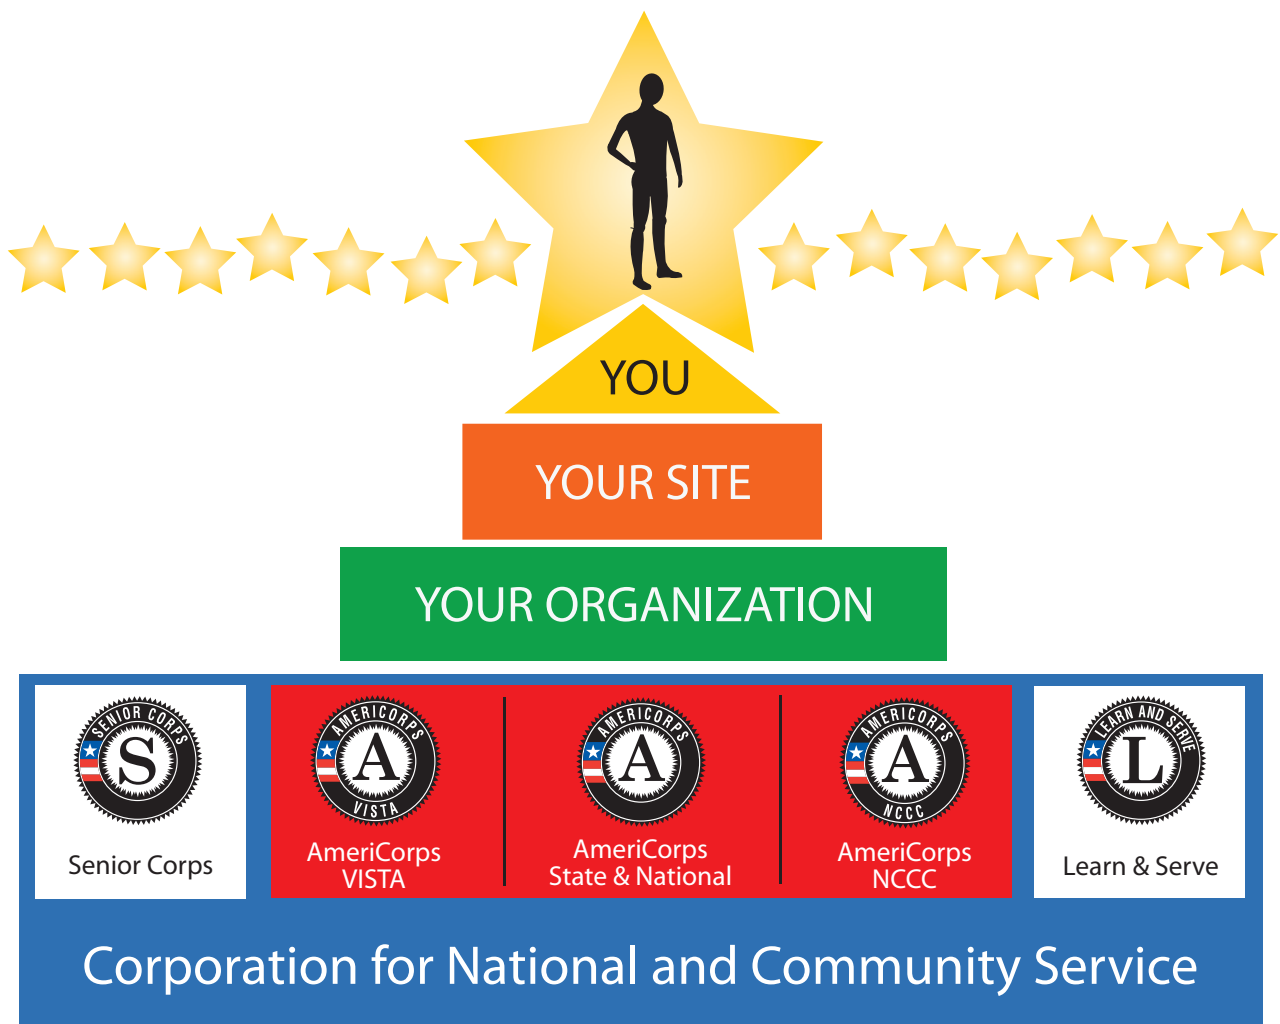 YOU
YOUR SITE
YOUR ORGANIZATION
SENIOR CORPS
S
Senior Corps
AMERICORPS
A
VISTA
AmeriCorps
VISTA
AMERICORPS
A
AmeriCorps
State & National
AMERICORPS
A
NCCC
AmeriCorps
NCCC
LEARN AND SERVE
L
Learn & Serve
Corporation for National and Community Service